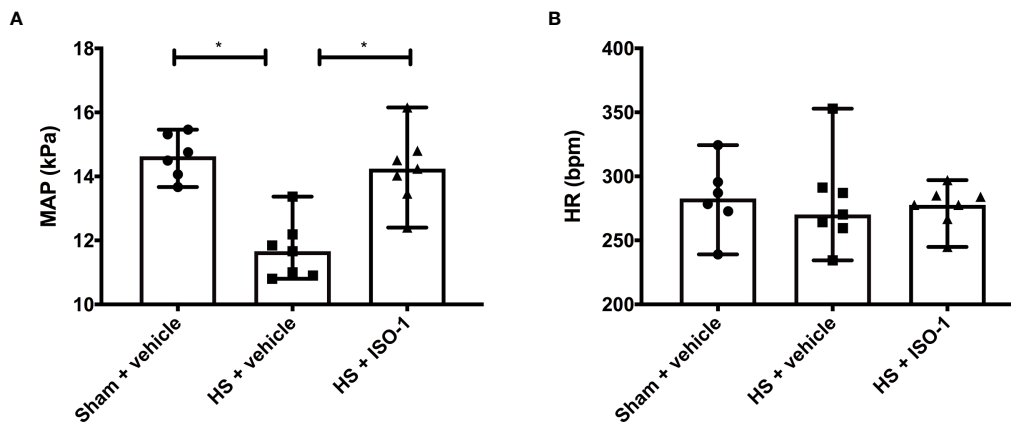 A
MAP (kPa)
18
16
14
12
10
* *
Sham + vehicle
HS + vehicle
HS + ISO-1
B
HR (bpm)
400
350
300
250
200
Sham + vehicle
HS + vehicle
HS + ISO-1